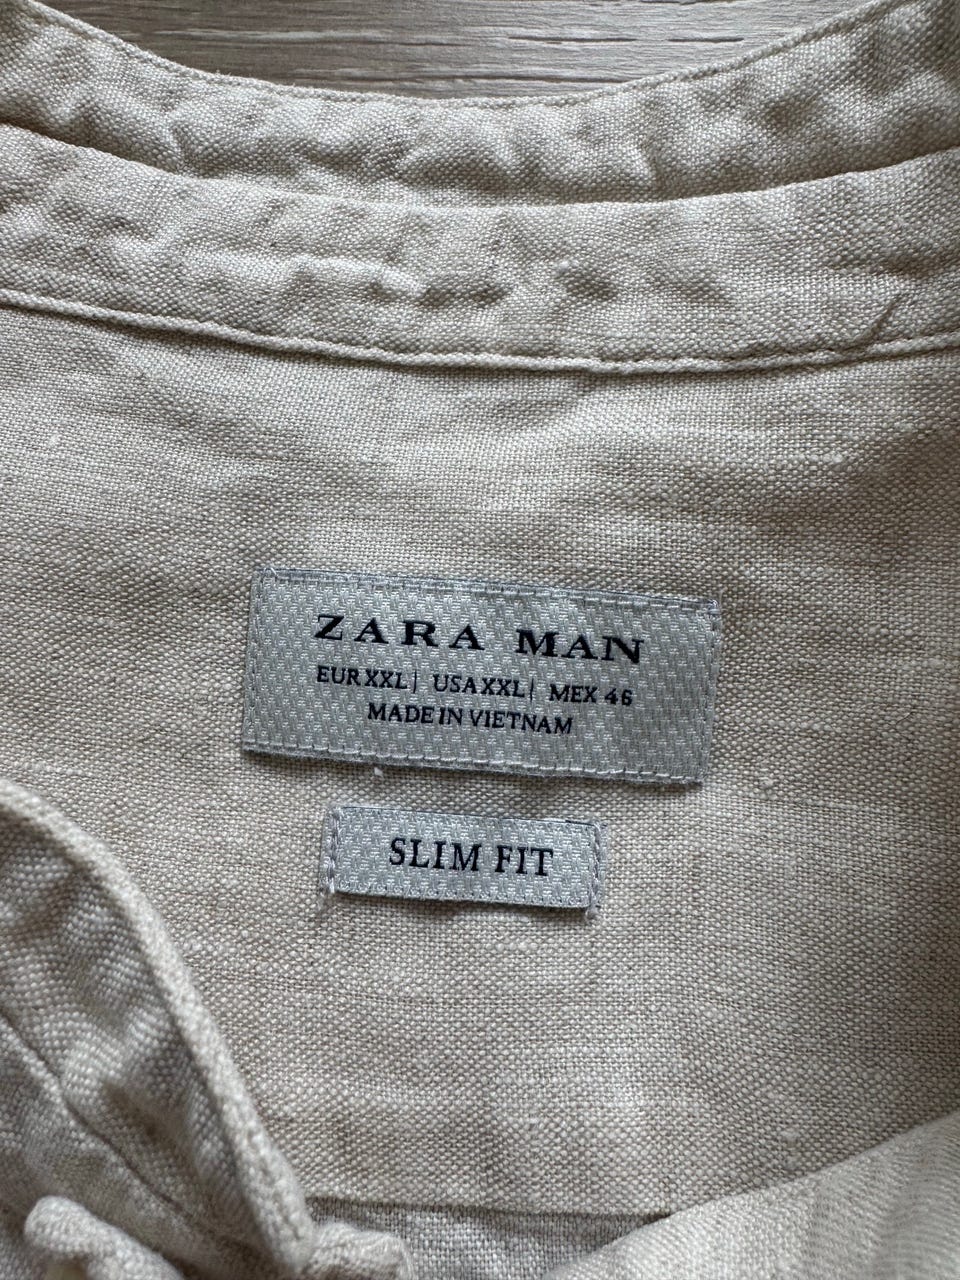 ZARA MAN
EUR XXL | USA XXL | MEX 46
MADE IN VIETNAM
SLIM FIT